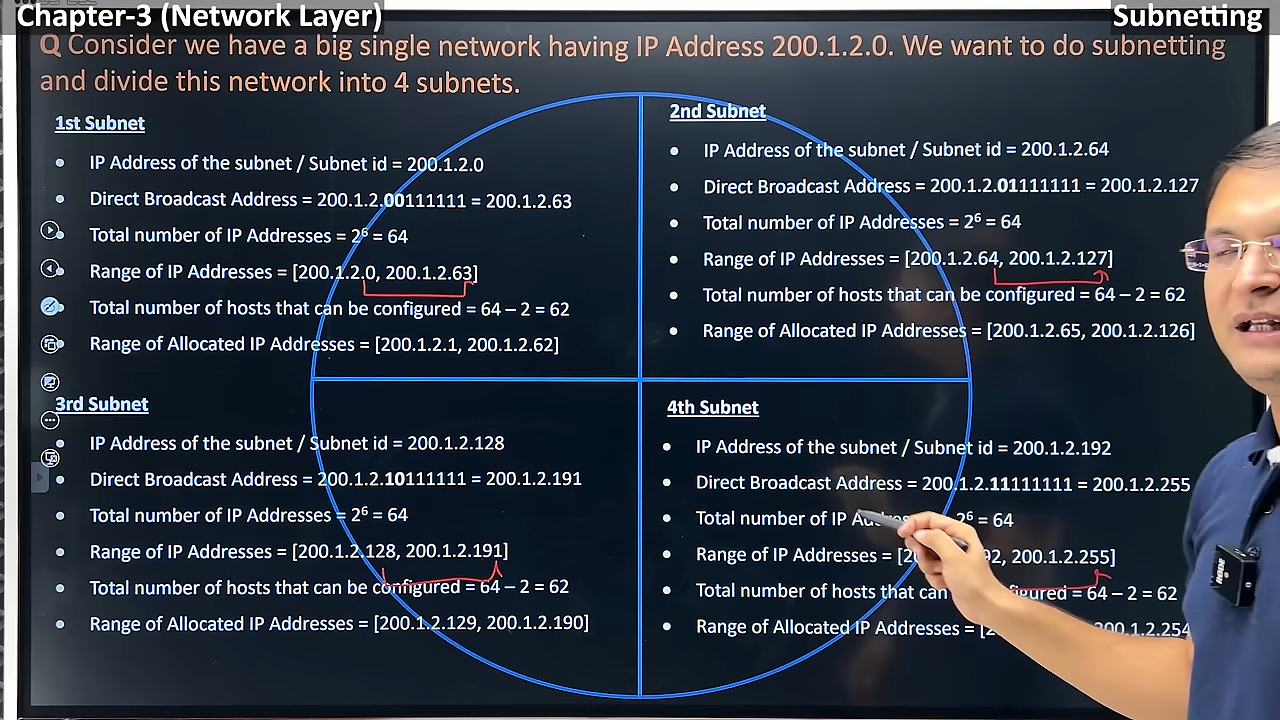 Chapter-3 (Network Layer)
Subnetting
Q Consider we have a big single network having IP Address 200.1.2.0. We want to do subnetting
and divide this network into 4 subnets.
1st Subnet
• IP Address of the subnet / Subnet id = 200.1.2.0
• Direct Broadcast Address = 200.1.2.00111111 = 200.1.2.63
• Total number of IP Addresses = 2⁶ = 64
• Range of IP Addresses = [200.1.2.0, 200.1.2.63]
• Total number of hosts that can be configured = 64 – 2 = 62
• Range of Allocated IP Addresses = [200.1.2.1, 200.1.2.62]
2nd Subnet
• IP Address of the subnet / Subnet id = 200.1.2.64
• Direct Broadcast Address = 200.1.2.01111111 = 200.1.2.127
• Total number of IP Addresses = 2⁶ = 64
• Range of IP Addresses = [200.1.2.64, 200.1.2.127]
• Total number of hosts that can be configured = 64 – 2 = 62
• Range of Allocated IP Addresses = [200.1.2.65, 200.1.2.126]
3rd Subnet
• IP Address of the subnet / Subnet id = 200.1.2.128
• Direct Broadcast Address = 200.1.2.10111111 = 200.1.2.191
• Total number of IP Addresses = 2⁶ = 64
• Range of IP Addresses = [200.1.2.128, 200.1.2.191]
• Total number of hosts that can be configured = 64 – 2 = 62
• Range of Allocated IP Addresses = [200.1.2.129, 200.1.2.190]
4th Subnet
• IP Address of the subnet / Subnet id = 200.1.2.192
• Direct Broadcast Address = 200.1.2.11111111 = 200.1.2.255
• Total number of IP 2⁶ = 64
• Range of IP Addresses = 200.1.2.255]
• Total number of hosts that can = 64 – 2 = 62
• Range of Allocated IP Addresses = 200.1.2.254
RODE